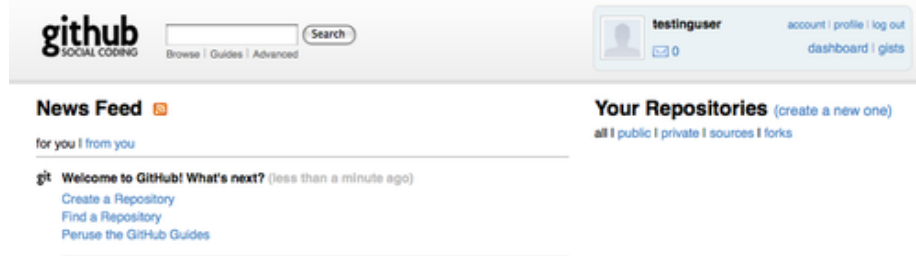 github
SOCIAL CODING
Search
Browse | Guides | Advanced
testinguser
account | profile | log out
0
dashboard | gists
News Feed
for you | from you
git Welcome to GitHub! What's next? (less than a minute ago)
Create a Repository
Find a Repository
Peruse the GitHub Guides
Your Repositories (create a new one)
all | public | private | sources | forks